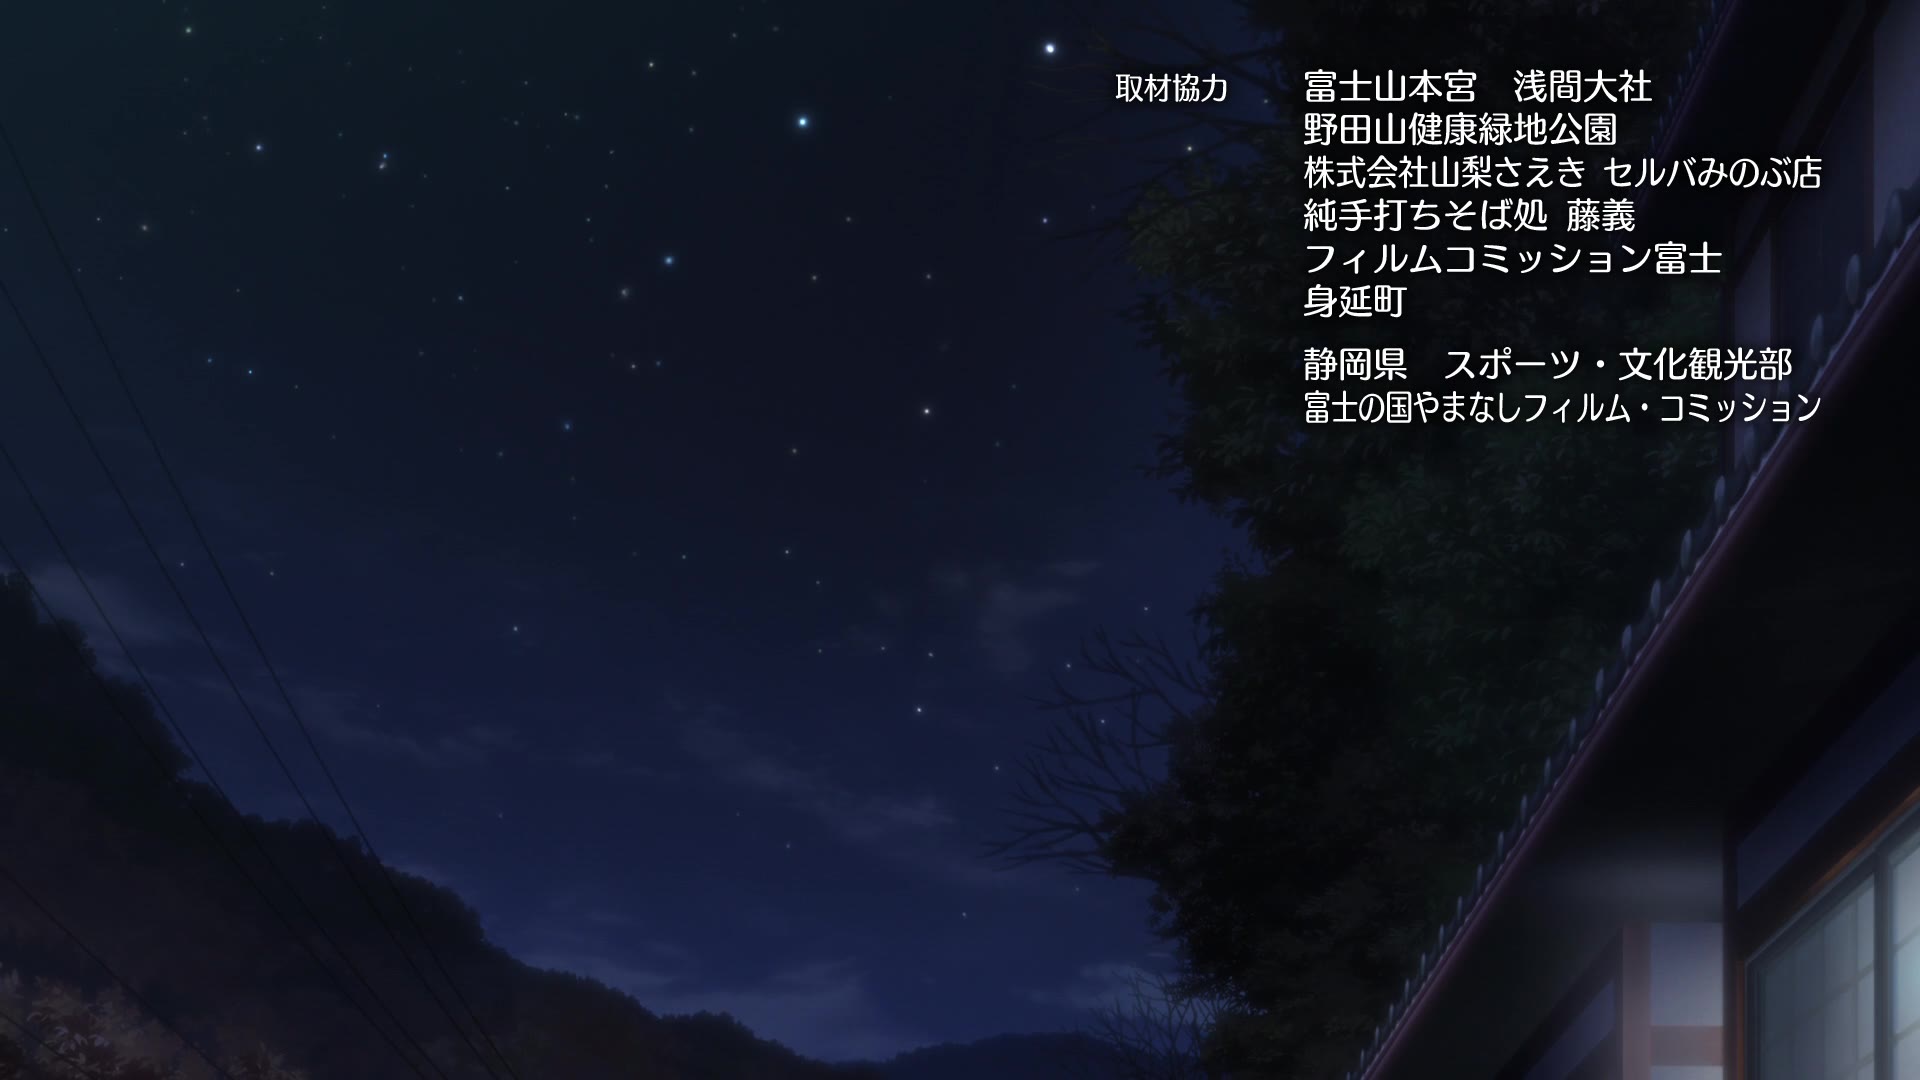 取材協力 富士山本宮　浅間大社
野田山健康緑地公園
株式会社山梨さえき セルバみのぶ店
純手打ちそば処 藤義
フィルムコミッション富士
身延町
静岡県　スポーツ・文化観光部
富士の国やまなしフィルム・コミッション